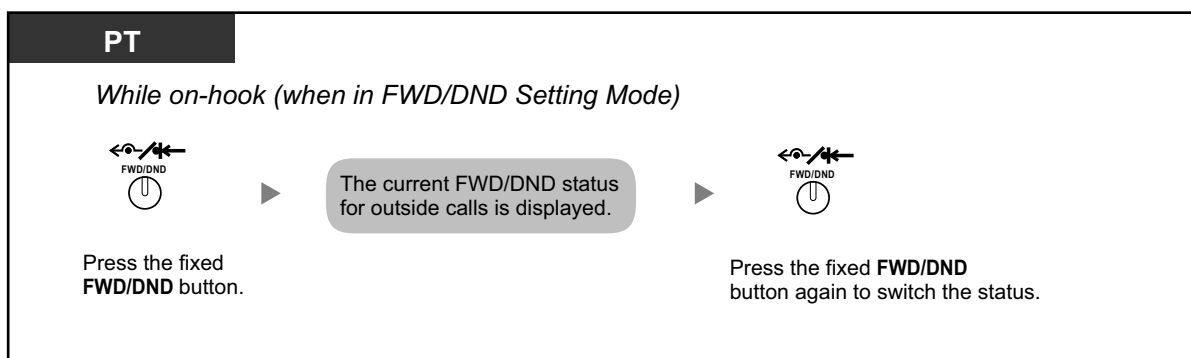 PT
While on-hook (when in FWD/DND Setting Mode)
FWD/DND
The current FWD/DND status
for outside calls is displayed.
FWD/DND
Press the fixed
FWD/DND button.
Press the fixed FWD/DND
button again to switch the status.